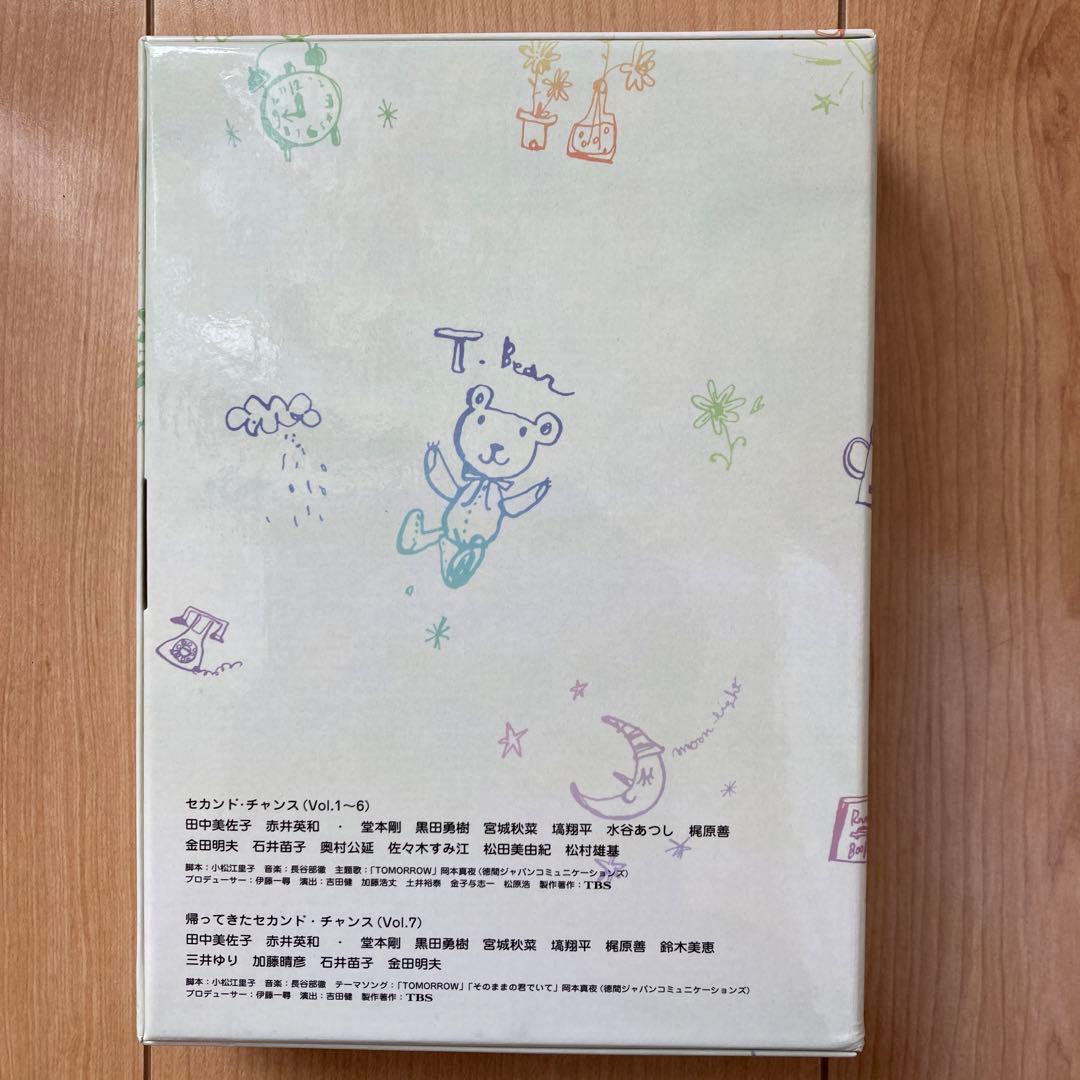 T. Bear
moon light
セカンド・チャンス(Vol.1〜6)
田中美佐子 赤井英和 ・ 堂本剛 黒田勇樹 宮城秋菜 塙翔平 水谷あつし 梶原善
金田明夫 石井苗子 奥村公延 佐々木すみ江 松田美由紀 松村雄基
脚本:小松江里子 音楽:長谷部徹 主題歌:「TOMORROW」岡本真夜(徳間ジャパンコミュニケーションズ)
プロデューサー:伊藤一尋 演出:吉田健 加藤浩丈 土井裕泰 金子与志一 松原浩 製作著作:TBS
帰ってきたセカンド・チャンス(Vol.7)
田中美佐子 赤井英和 ・ 堂本剛 黒田勇樹 宮城秋菜 塙翔平 梶原善 鈴木美恵
三井ゆり 加藤晴彦 石井苗子 金田明夫
脚本:小松江里子 音楽:長谷部徹 テーマソング:「TOMORROW」「そのままの君でいて」岡本真夜(徳間ジャパンコミュニケーションズ)
プロデューサー:伊藤一尋 演出:吉田健 製作著作:TBS